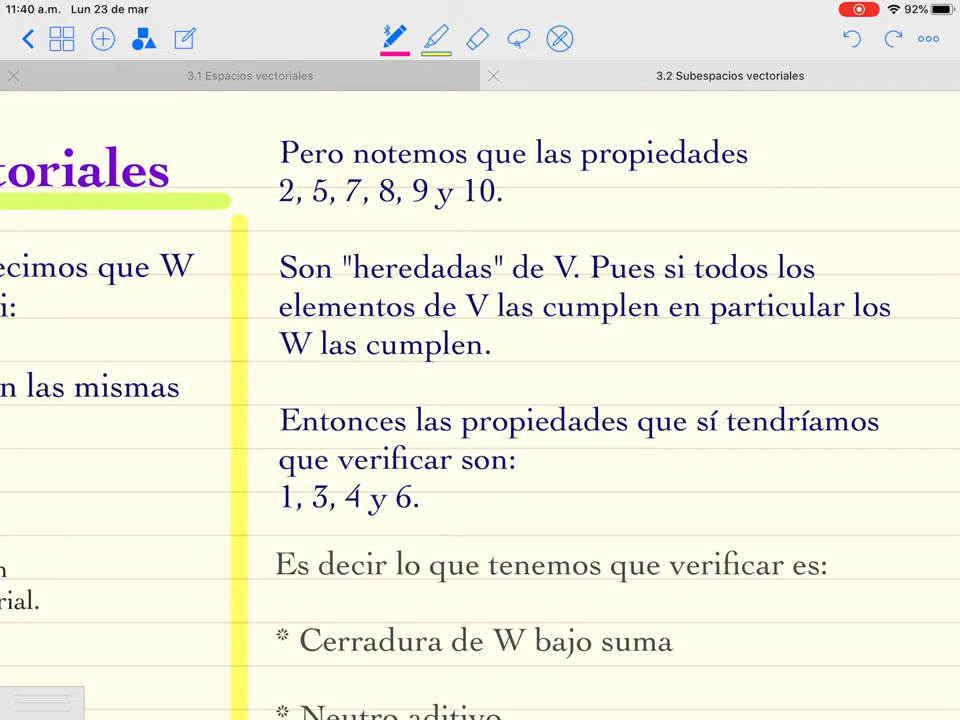 11:40 a.m. Lun 23 de mar
92%
3.1 Espacios vectoriales
3.2 Subespacios vectoriales
toriales
ecimos que W
i:
n las mismas
n
rial.
Pero notemos que las propiedades
2, 5, 7, 8, 9 y 10.
Son "heredadas" de V. Pues si todos los
elementos de V las cumplen en particular los
W las cumplen.
Entonces las propiedades que sí tendríamos
que verificar son:
1, 3, 4 y 6.
Es decir lo que tenemos que verificar es:
* Cerradura de W bajo suma
* Neutro aditivo